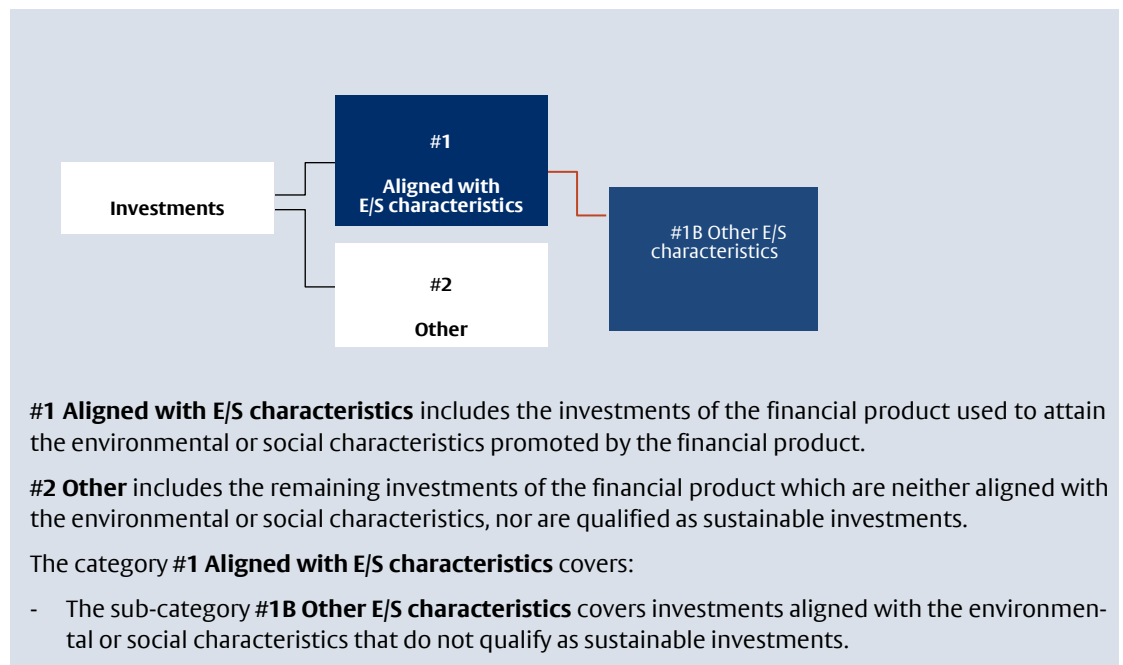 #1
Aligned with
E/S characteristics
Investments
#1B Other E/S
characteristics
#2
Other
#1 Aligned with E/S characteristics includes the investments of the financial product used to attain
the environmental or social characteristics promoted by the financial product.
#2 Other includes the remaining investments of the financial product which are neither aligned with
the environmental or social characteristics, nor are qualified as sustainable investments.
The category #1 Aligned with E/S characteristics covers:
- The sub-category #1B Other E/S characteristics covers investments aligned with the environmen-
tal or social characteristics that do not qualify as sustainable investments.